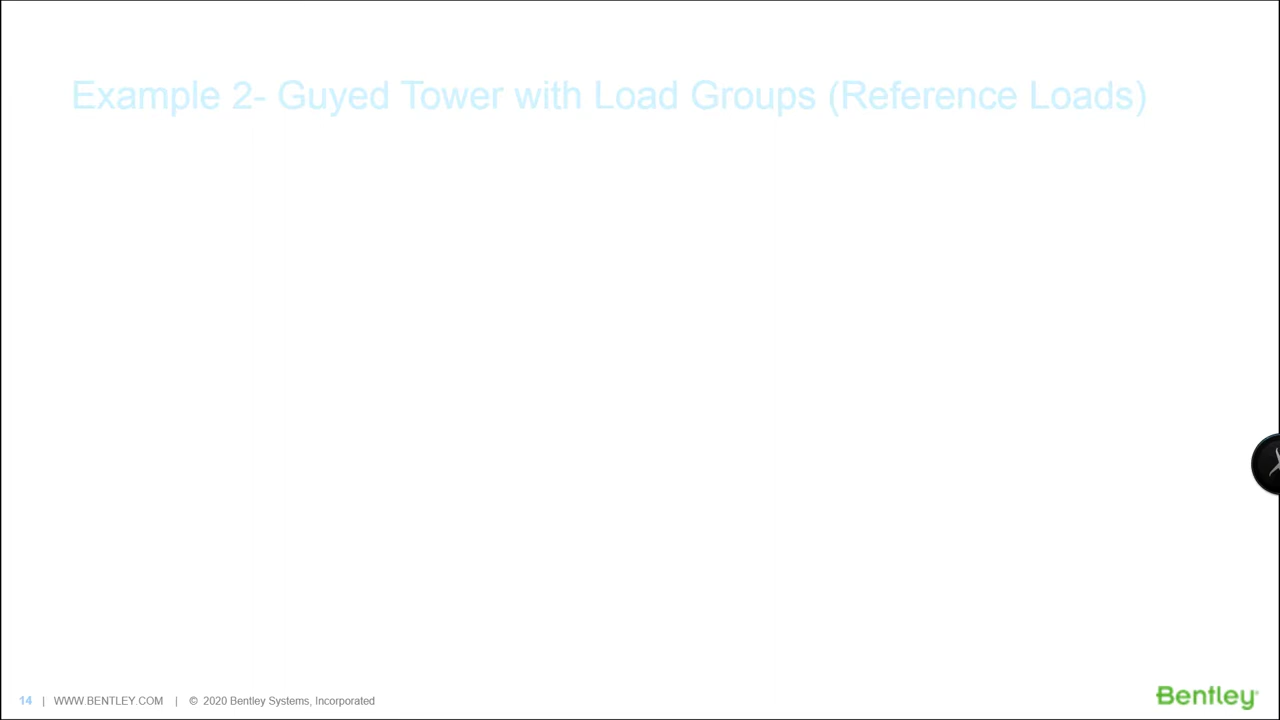 Example 2- Guyed Tower with Load Groups (Reference Loads)
14 | WWW.BENTLEY.COM | © 2020 Bentley Systems, Incorporated
Bentley®